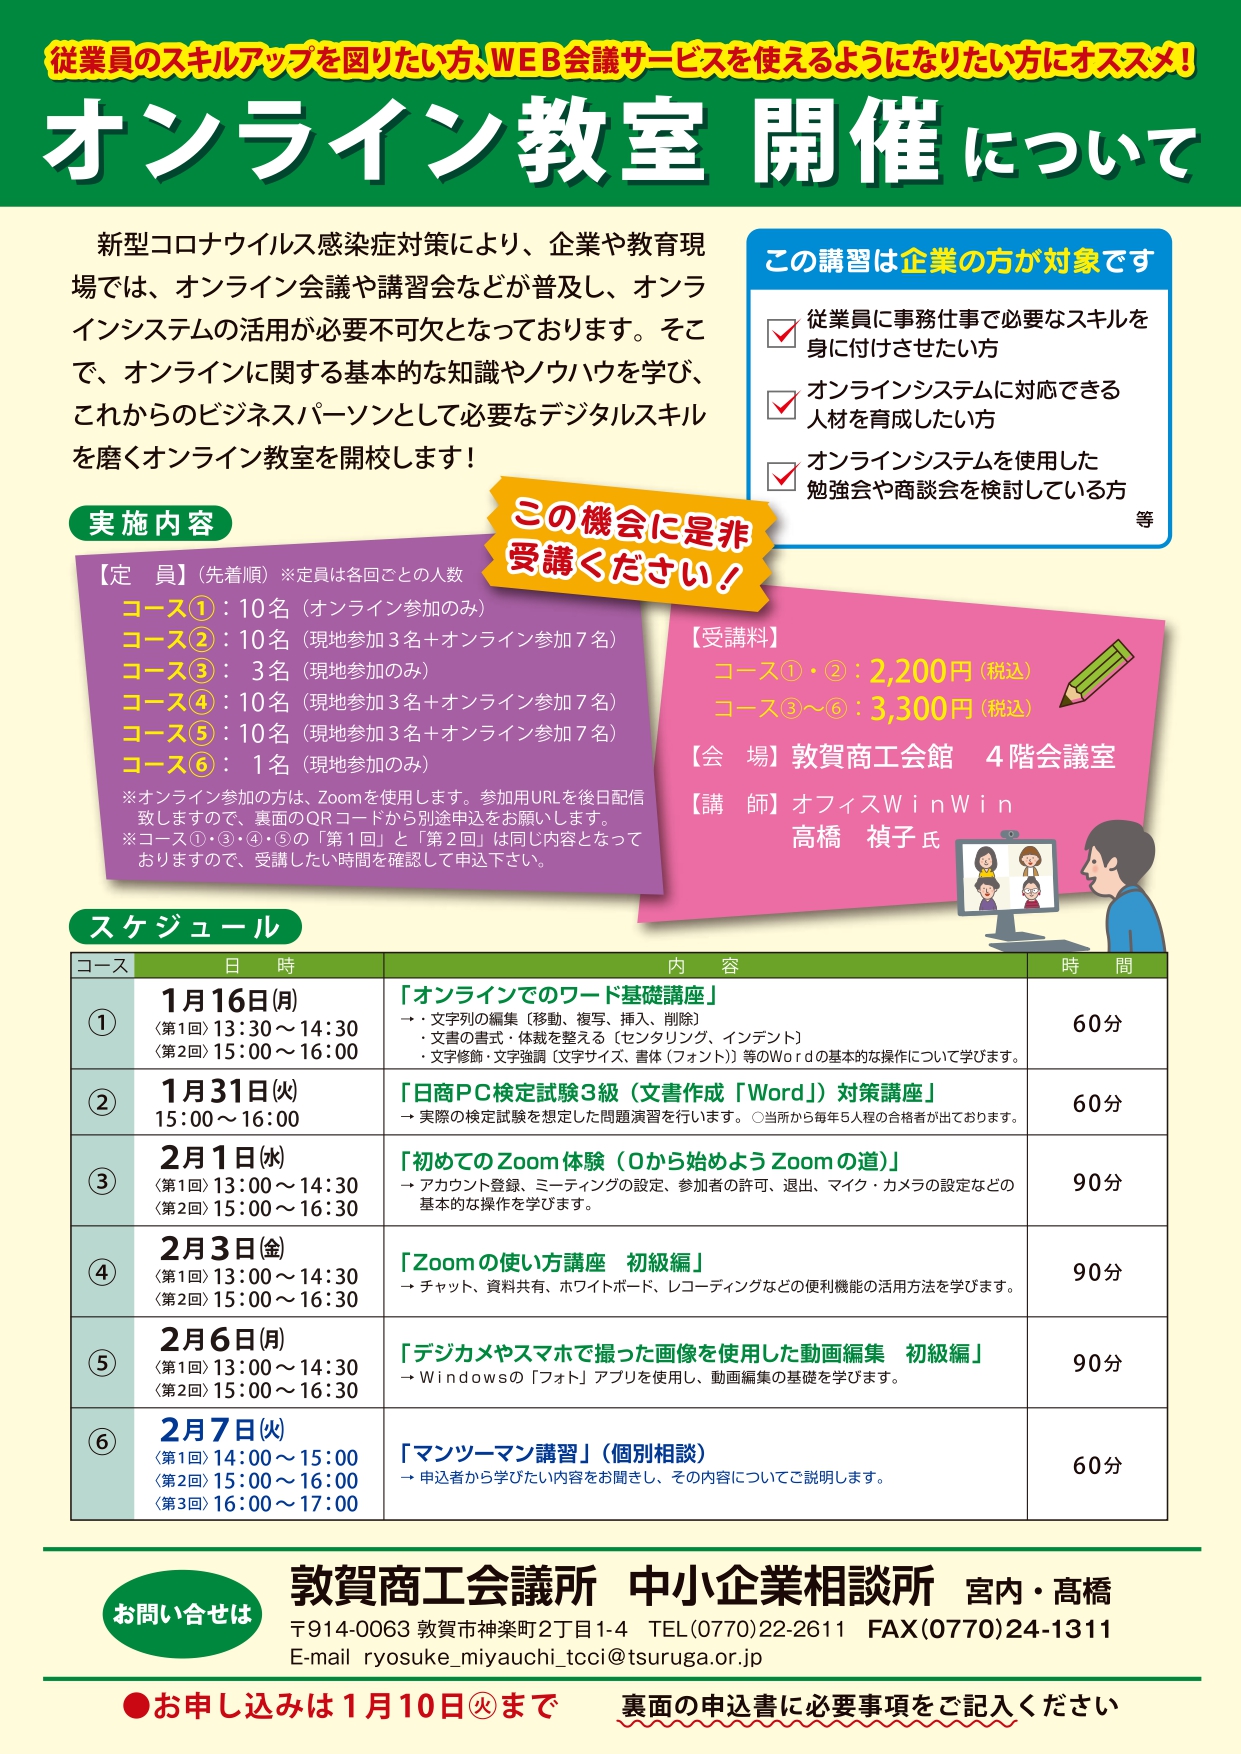 従業員のスキルアップを図りたい方、WEB会議サービスを使えるようになりたい方にオススメ！
オンライン教室 開催について
新型コロナウイルス感染症対策により、企業や教育現
場では、オンライン会議や講習会などが普及し、オンラ
インシステムの活用が必要不可欠となっております。そこ
で、オンラインに関する基本的な知識やノウハウを学び、
これからのビジネスパーソンとして必要なデジタルスキル
を磨くオンライン教室を開校します！
この講習は企業の方が対象です
従業員に事務仕事で必要なスキルを
身に付けさせたい方
オンラインシステムに対応できる
人材を育成したい方
オンラインシステムを使用した
勉強会や商談会を検討している方
等
この機会に是非
受講ください！
実施内容
【定　員】（先着順）※定員は各回ごとの人数
コース①：10名（オンライン参加のみ）
コース②：10名（現地参加３名＋オンライン参加７名）
コース③： 3名（現地参加のみ）
コース④：10名（現地参加３名＋オンライン参加７名）
コース⑤：10名（現地参加３名＋オンライン参加７名）
コース⑥： 1名（現地参加のみ）
※オンライン参加の方は、Zoomを使用します。参加用URLを後日配信
致しますので、裏面のQRコードから別途申込をお願いします。
※コース①・③・④・⑤の「第１回」と「第２回」は同じ内容となって
おりますので、受講したい時間を確認して申込下さい。
【受講料】
コース①・②：2,200円（税込）
コース③〜⑥：3,300円（税込）
【会　場】敦賀商工会館　４階会議室
【講　師】オフィスＷｉｎＷｉｎ
高橋　禎子 氏
スケジュール
コース 日　時 内　容 時　間
① 1月16日㈪ 「オンラインでのワード基礎講座」 60分
〈第1回〉13：30〜14：30 →・文字列の編集〔移動、複写、挿入、削除〕
・文書の書式・体裁を整える〔センタリング、インデント〕
〈第2回〉15：00〜16：00 ・文字修飾・文字強調〔文字サイズ、書体（フォント）〕等のWordの基本的な操作について学びます。
② 1月31日㈫ 「日商PC検定試験3級（文書作成「Word」）対策講座」 60分
15：00〜16：00 → 実際の検定試験を想定した問題演習を行います。○当所から毎年５人程の合格者が出ております。
③ 2月1日㈬ 「初めてのZoom体験（0から始めようZoomの道）」 90分
〈第1回〉13：00〜14：30 → アカウント登録、ミーティングの設定、参加者の許可、退出、マイク・カメラの設定などの
〈第2回〉15：00〜16：30 基本的な操作を学びます。
④ 2月3日㈮ 「Zoomの使い方講座　初級編」 90分
〈第1回〉13：00〜14：30 → チャット、資料共有、ホワイトボード、レコーディングなどの便利機能の活用方法を学びます。
〈第2回〉15：00〜16：30
⑤ 2月6日㈪ 「デジカメやスマホで撮った画像を使用した動画編集　初級編」 90分
〈第1回〉13：00〜14：30 → Windowsの「フォト」アプリを使用し、動画編集の基礎を学びます。
〈第2回〉15：00〜16：30
⑥ 2月7日㈫ 「マンツーマン講習」（個別相談） 60分
〈第1回〉14：00〜15：00 → 申込者から学びたい内容をお聞きし、その内容についてご説明します。
〈第2回〉15：00〜16：00
〈第3回〉16：00〜17：00
お問い合せは
敦賀商工会議所　中小企業相談所　宮内・髙橋
〒914-0063 敦賀市神楽町2丁目1-4　TEL(0770)22-2611　FAX(0770)24-1311
E-mail ryosuke_miyauchi_tcci@tsuruga.or.jp
●お申し込みは１月10日㊋まで　裏面の申込書に必要事項をご記入ください